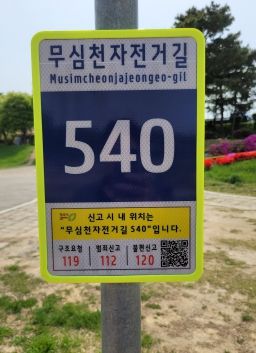 무심천자전거길
Musimcheonjajeongeo-gil
540
신고 시 내 위치는
"무심천자전거길 540"입니다.
구조요청 범죄신고 불편신고
119 112 120